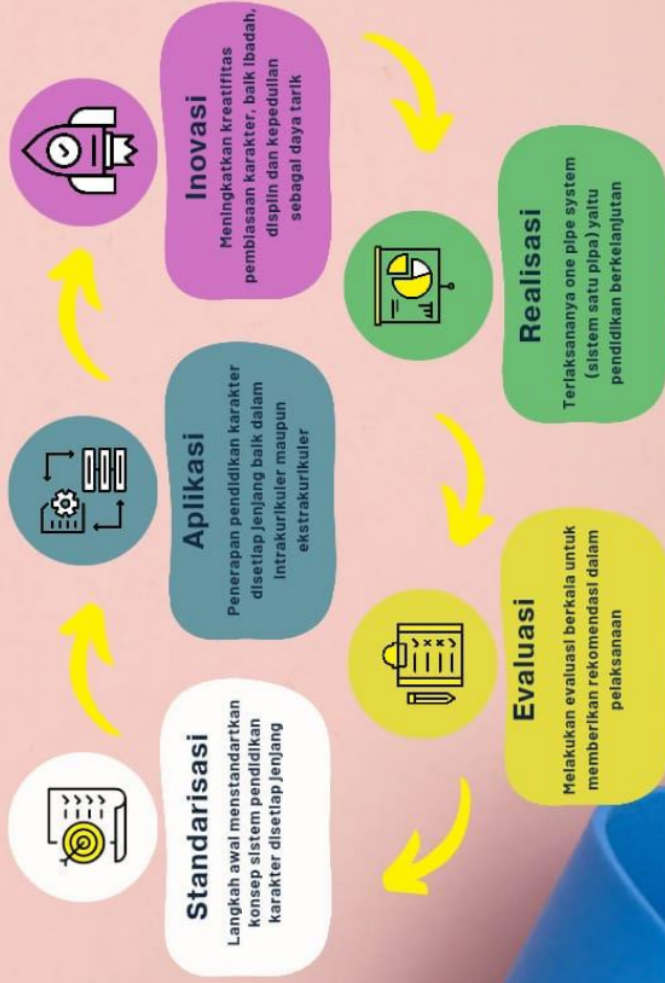 Standarisasi
Langkah awal menstandartkan
konsep sistem pendidikan
karakter disetiap jenjang
Aplikasi
Penerapan pendidikan karakter
disetiap jenjang baik dalam
intrakurikuler maupun
ekstrakurikuler
Inovasi
Meningkatkan kreatifitas
pembiasaan karakter, baik ibadah,
displin dan kepedulian
sebagai daya tarik
Realisasi
Terlaksananya one pipe system
(sistem satu pipa) yaitu
pendidikan berkelanjutan
Evaluasi
Melakukan evaluasi berkala untuk
memberikan rekomendasi dalam
pelaksanaan